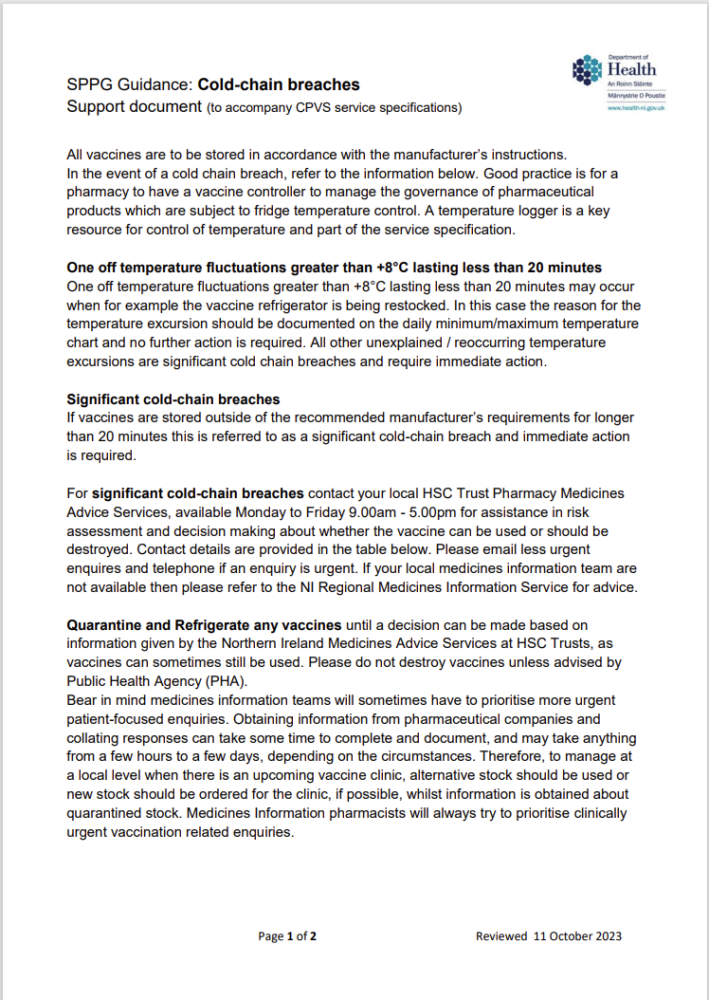 Department of
Health
An Roinn Sláinte
Männystrie O Poustie
www.health-ni.gov.uk
SPPG Guidance: Cold-chain breaches
Support document (to accompany CPVS service specifications)
All vaccines are to be stored in accordance with the manufacturer's instructions.
In the event of a cold chain breach, refer to the information below. Good practice is for a
pharmacy to have a vaccine controller to manage the governance of pharmaceutical
products which are subject to fridge temperature control. A temperature logger is a key
resource for control of temperature and part of the service specification.
One off temperature fluctuations greater than +8°C lasting less than 20 minutes
One off temperature fluctuations greater than +8°C lasting less than 20 minutes may occur
when for example the vaccine refrigerator is being restocked. In this case the reason for the
temperature excursion should be documented on the daily minimum/maximum temperature
chart and no further action is required. All other unexplained / reoccurring temperature
excursions are significant cold chain breaches and require immediate action.
Significant cold-chain breaches
If vaccines are stored outside of the recommended manufacturer's requirements for longer
than 20 minutes this is referred to as a significant cold-chain breach and immediate action
is required.
For significant cold-chain breaches contact your local HSC Trust Pharmacy Medicines
Advice Services, available Monday to Friday 9.00am - 5.00pm for assistance in risk
assessment and decision making about whether the vaccine can be used or should be
destroyed. Contact details are provided in the table below. Please email less urgent
enquires and telephone if an enquiry is urgent. If your local medicines information team are
not available then please refer to the NI Regional Medicines Information Service for advice.
Quarantine and Refrigerate any vaccines until a decision can be made based on
information given by the Northern Ireland Medicines Advice Services at HSC Trusts, as
vaccines can sometimes still be used. Please do not destroy vaccines unless advised by
Public Health Agency (PHA).
Bear in mind medicines information teams will sometimes have to prioritise more urgent
patient-focused enquiries. Obtaining information from pharmaceutical companies and
collating responses can take some time to complete and document, and may take anything
from a few hours to a few days, depending on the circumstances. Therefore, to manage at
a local level when there is an upcoming vaccine clinic, alternative stock should be used or
new stock should be ordered for the clinic, if possible, whilst information is obtained about
quarantined stock. Medicines Information pharmacists will always try to prioritise clinically
urgent vaccination related enquiries.
Page 1 of 2
Reviewed 11 October 2023